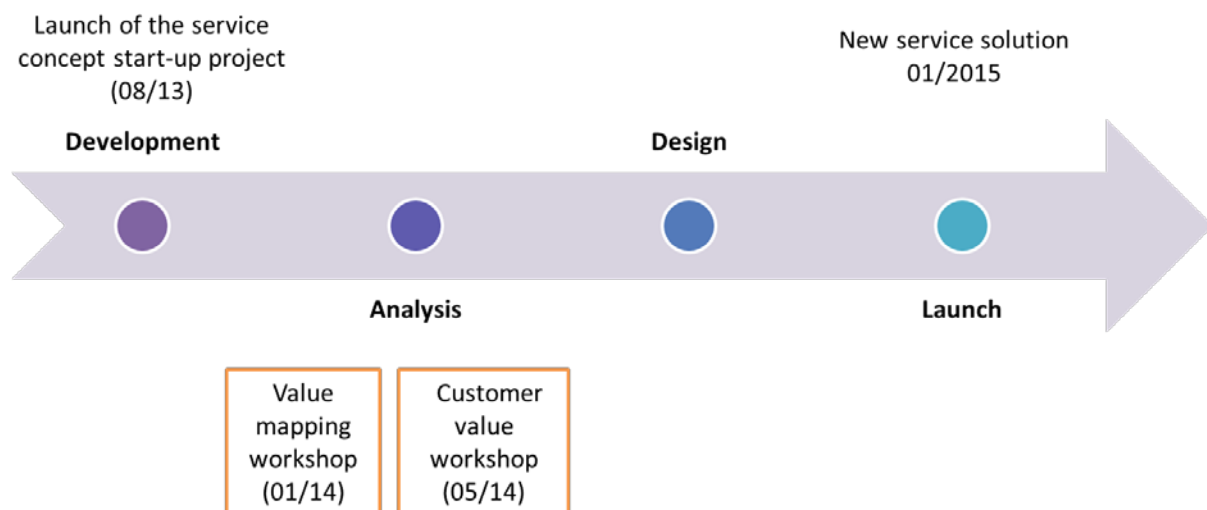 Launch of the service
concept start-up project
(08/13)
New service solution
01/2015
Development
Design
Analysis
Launch
Value
mapping
workshop
(01/14)
Customer
value
workshop
(05/14)